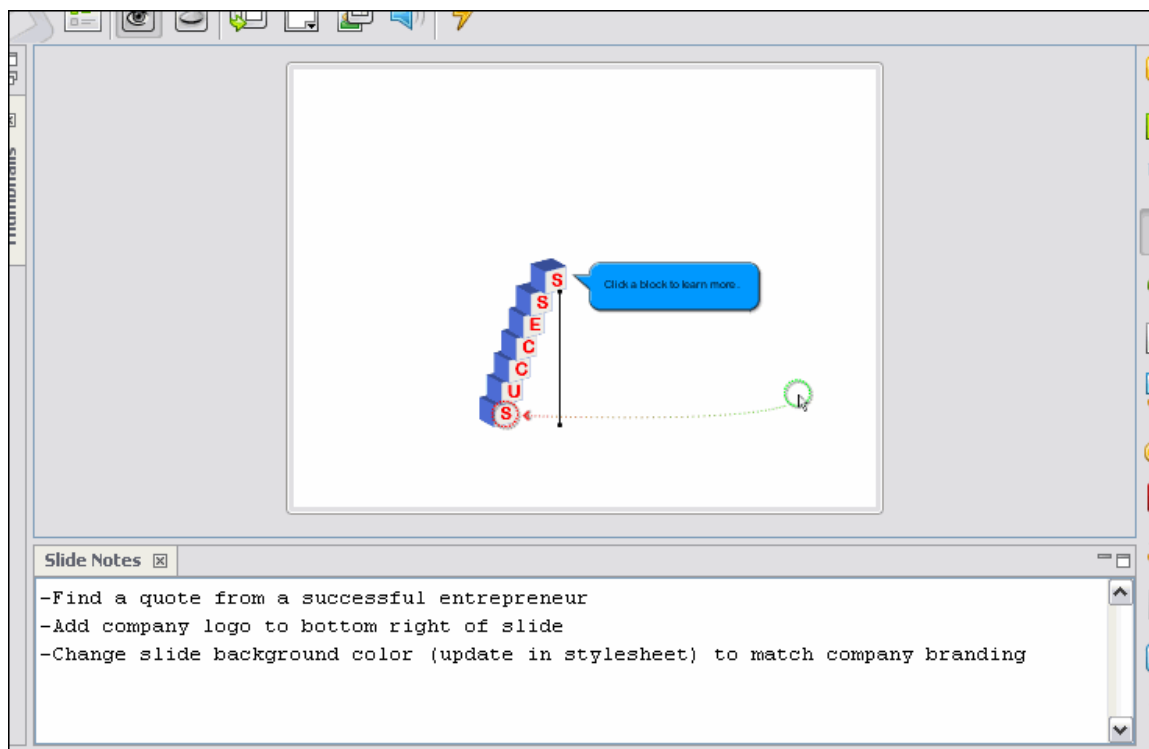 Thumbnails
S
S
E
C
C
U
S
Click a block to learn more.
Slide Notes
-Find a quote from a successful entrepreneur
-Add company logo to bottom right of slide
-Change slide background color (update in stylesheet) to match company branding